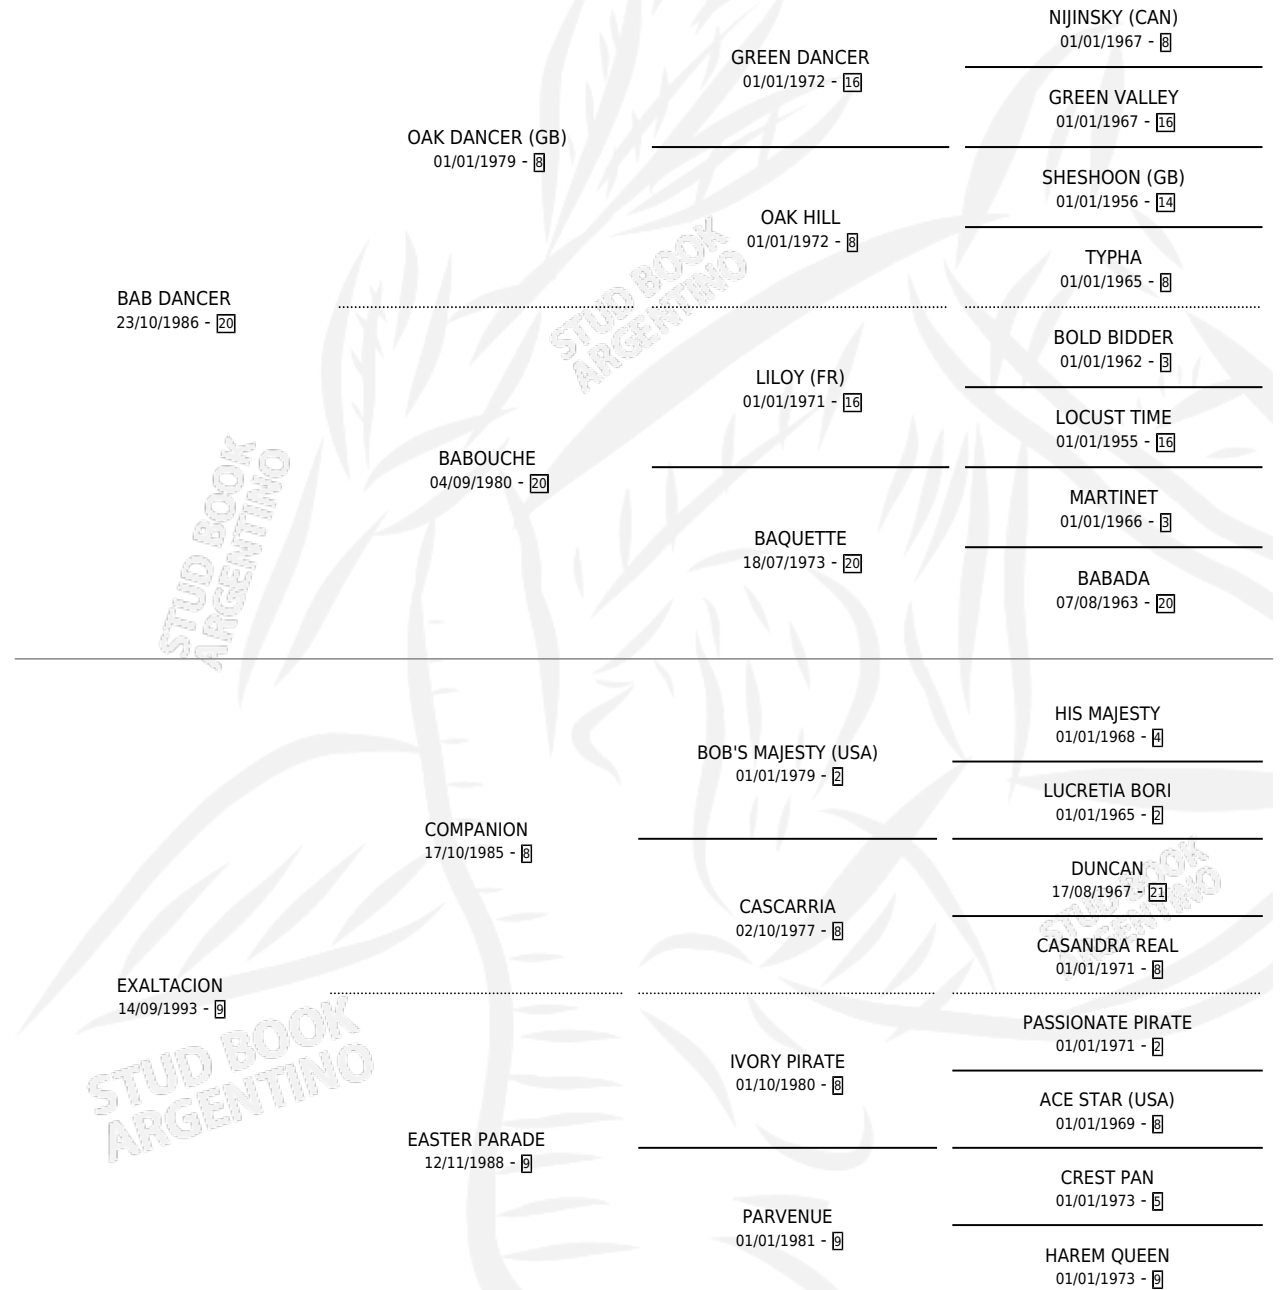 NIJINSKY (CAN)
01/01/1967 - 8
GREEN DANCER
01/01/1972 - 16
GREEN VALLEY
01/01/1967 - 16
OAK DANCER (GB)
01/01/1979 - 8
SHESHOON (GB)
01/01/1956 - 14
OAK HILL
01/01/1972 - 8
TYPHA
01/01/1965 - 8
BAB DANCER
23/10/1986 - 20
STUD BOOK
ARGENTINO
BOLD BIDDER
01/01/1962 - 3
LILOY (FR)
01/01/1971 - 16
LOCUST TIME
01/01/1955 - 16
BABOUCHE
04/09/1980 - 20
MARTINET
01/01/1966 - 3
BAQUETTE
18/07/1973 - 20
BABADA
07/08/1963 - 20
STUD BOOK
ARGENTINO
HIS MAJESTY
01/01/1968 - 4
BOB'S MAJESTY (USA)
01/01/1979 - 2
LUCRETIA BORI
01/01/1965 - 2
COMPANION
17/10/1985 - 8
DUNCAN
17/08/1967 - 21
CASCARRIA
02/10/1977 - 8
CASANDRA REAL
01/01/1971 - 8
STUD BOOK
ARGENTINO
EXALTACION
14/09/1993 - 9
PASSIONATE PIRATE
01/01/1971 - 2
IVORY PIRATE
01/10/1980 - 8
ACE STAR (USA)
01/01/1969 - 8
STUD BOOK
ARGENTINO
EASTER PARADE
12/11/1988 - 9
CREST PAN
01/01/1973 - 5
PARVENUE
01/01/1981 - 9
HAREM QUEEN
01/01/1973 - 9